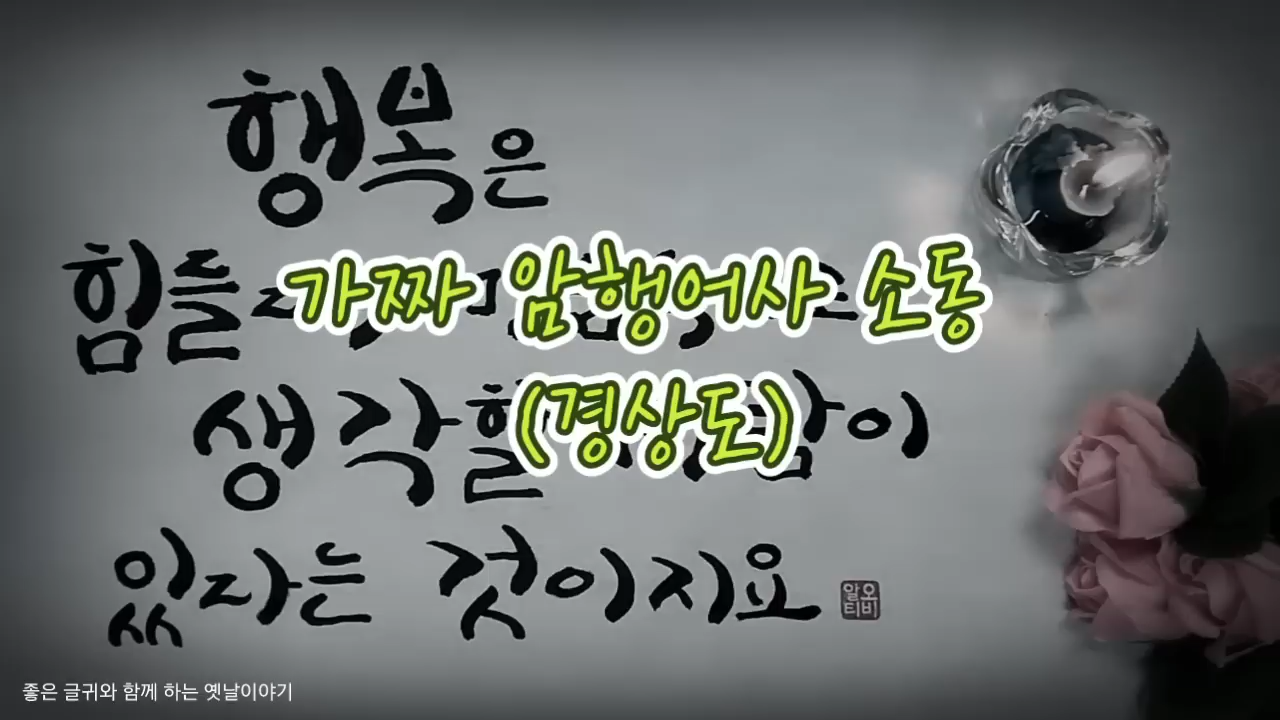 행복은
가짜 암행어사 소동
힘들
(경상도)
생각할 이
있다는 것이지요
알오
티비
좋은 글귀와 함께 하는 옛날이야기